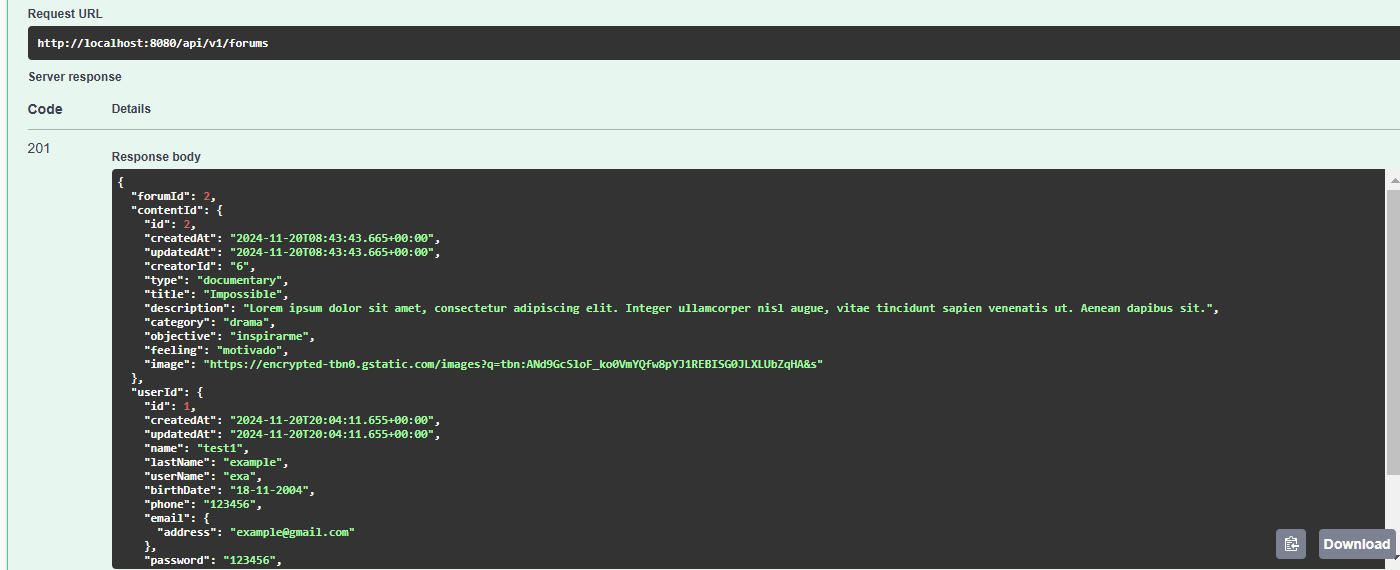 Request URL
http://localhost:8080/api/v1/forums
Server response
Code Details
201
Response body
{
"forumId": 2,
"contentId": {
"id": 2,
"createdAt": "2024-11-20T08:43:43.665+00:00",
"updatedAt": "2024-11-20T08:43:43.665+00:00",
"creatorId": "6",
"type": "documentary",
"title": "Impossible",
"description": "Lorem ipsum dolor sit amet, consectetur adipiscing elit. Integer ullamcorper nisl augue, vitae tincidunt sapien venenatis ut. Aenean dapibus sit.",
"category": "drama",
"objective": "inspirarme",
"feeling": "motivado",
"image": "https://encrypted-tbn0.gstatic.com/images?q=tbn:ANd9GcSloF_ko0VmYQfw8pYJ1REBISG0JLXLUbZqHA&s"
},
"userId": {
"id": 1,
"createdAt": "2024-11-20T20:04:11.655+00:00",
"updatedAt": "2024-11-20T20:04:11.655+00:00",
"name": "test1",
"lastName": "example",
"userName": "exa",
"birthDate": "18-11-2004",
"phone": "123456",
"email": {
"address": "example@gmail.com"
},
"password": "123456",
Download